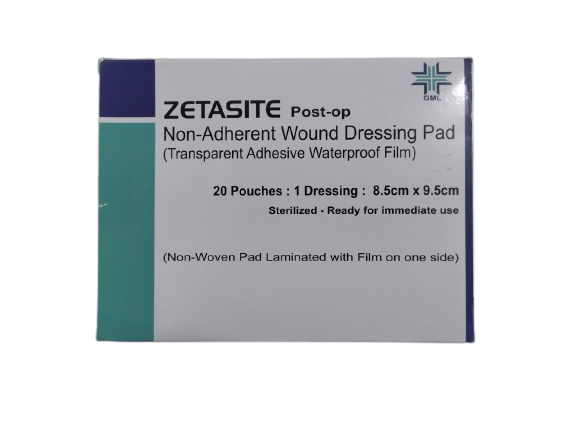 GML
ZETASITE Post-op
Non-Adherent Wound Dressing Pad
(Transparent Adhesive Waterproof Film)
20 Pouches : 1 Dressing : 8.5cm x 9.5cm
Sterilized - Ready for immediate use
(Non-Woven Pad Laminated with Film on one side)